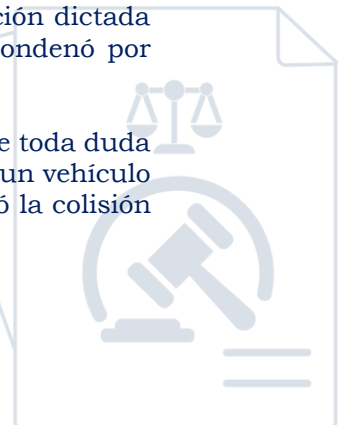 ción dictada
ondenó por
e toda duda
un vehículo
ó la colisión